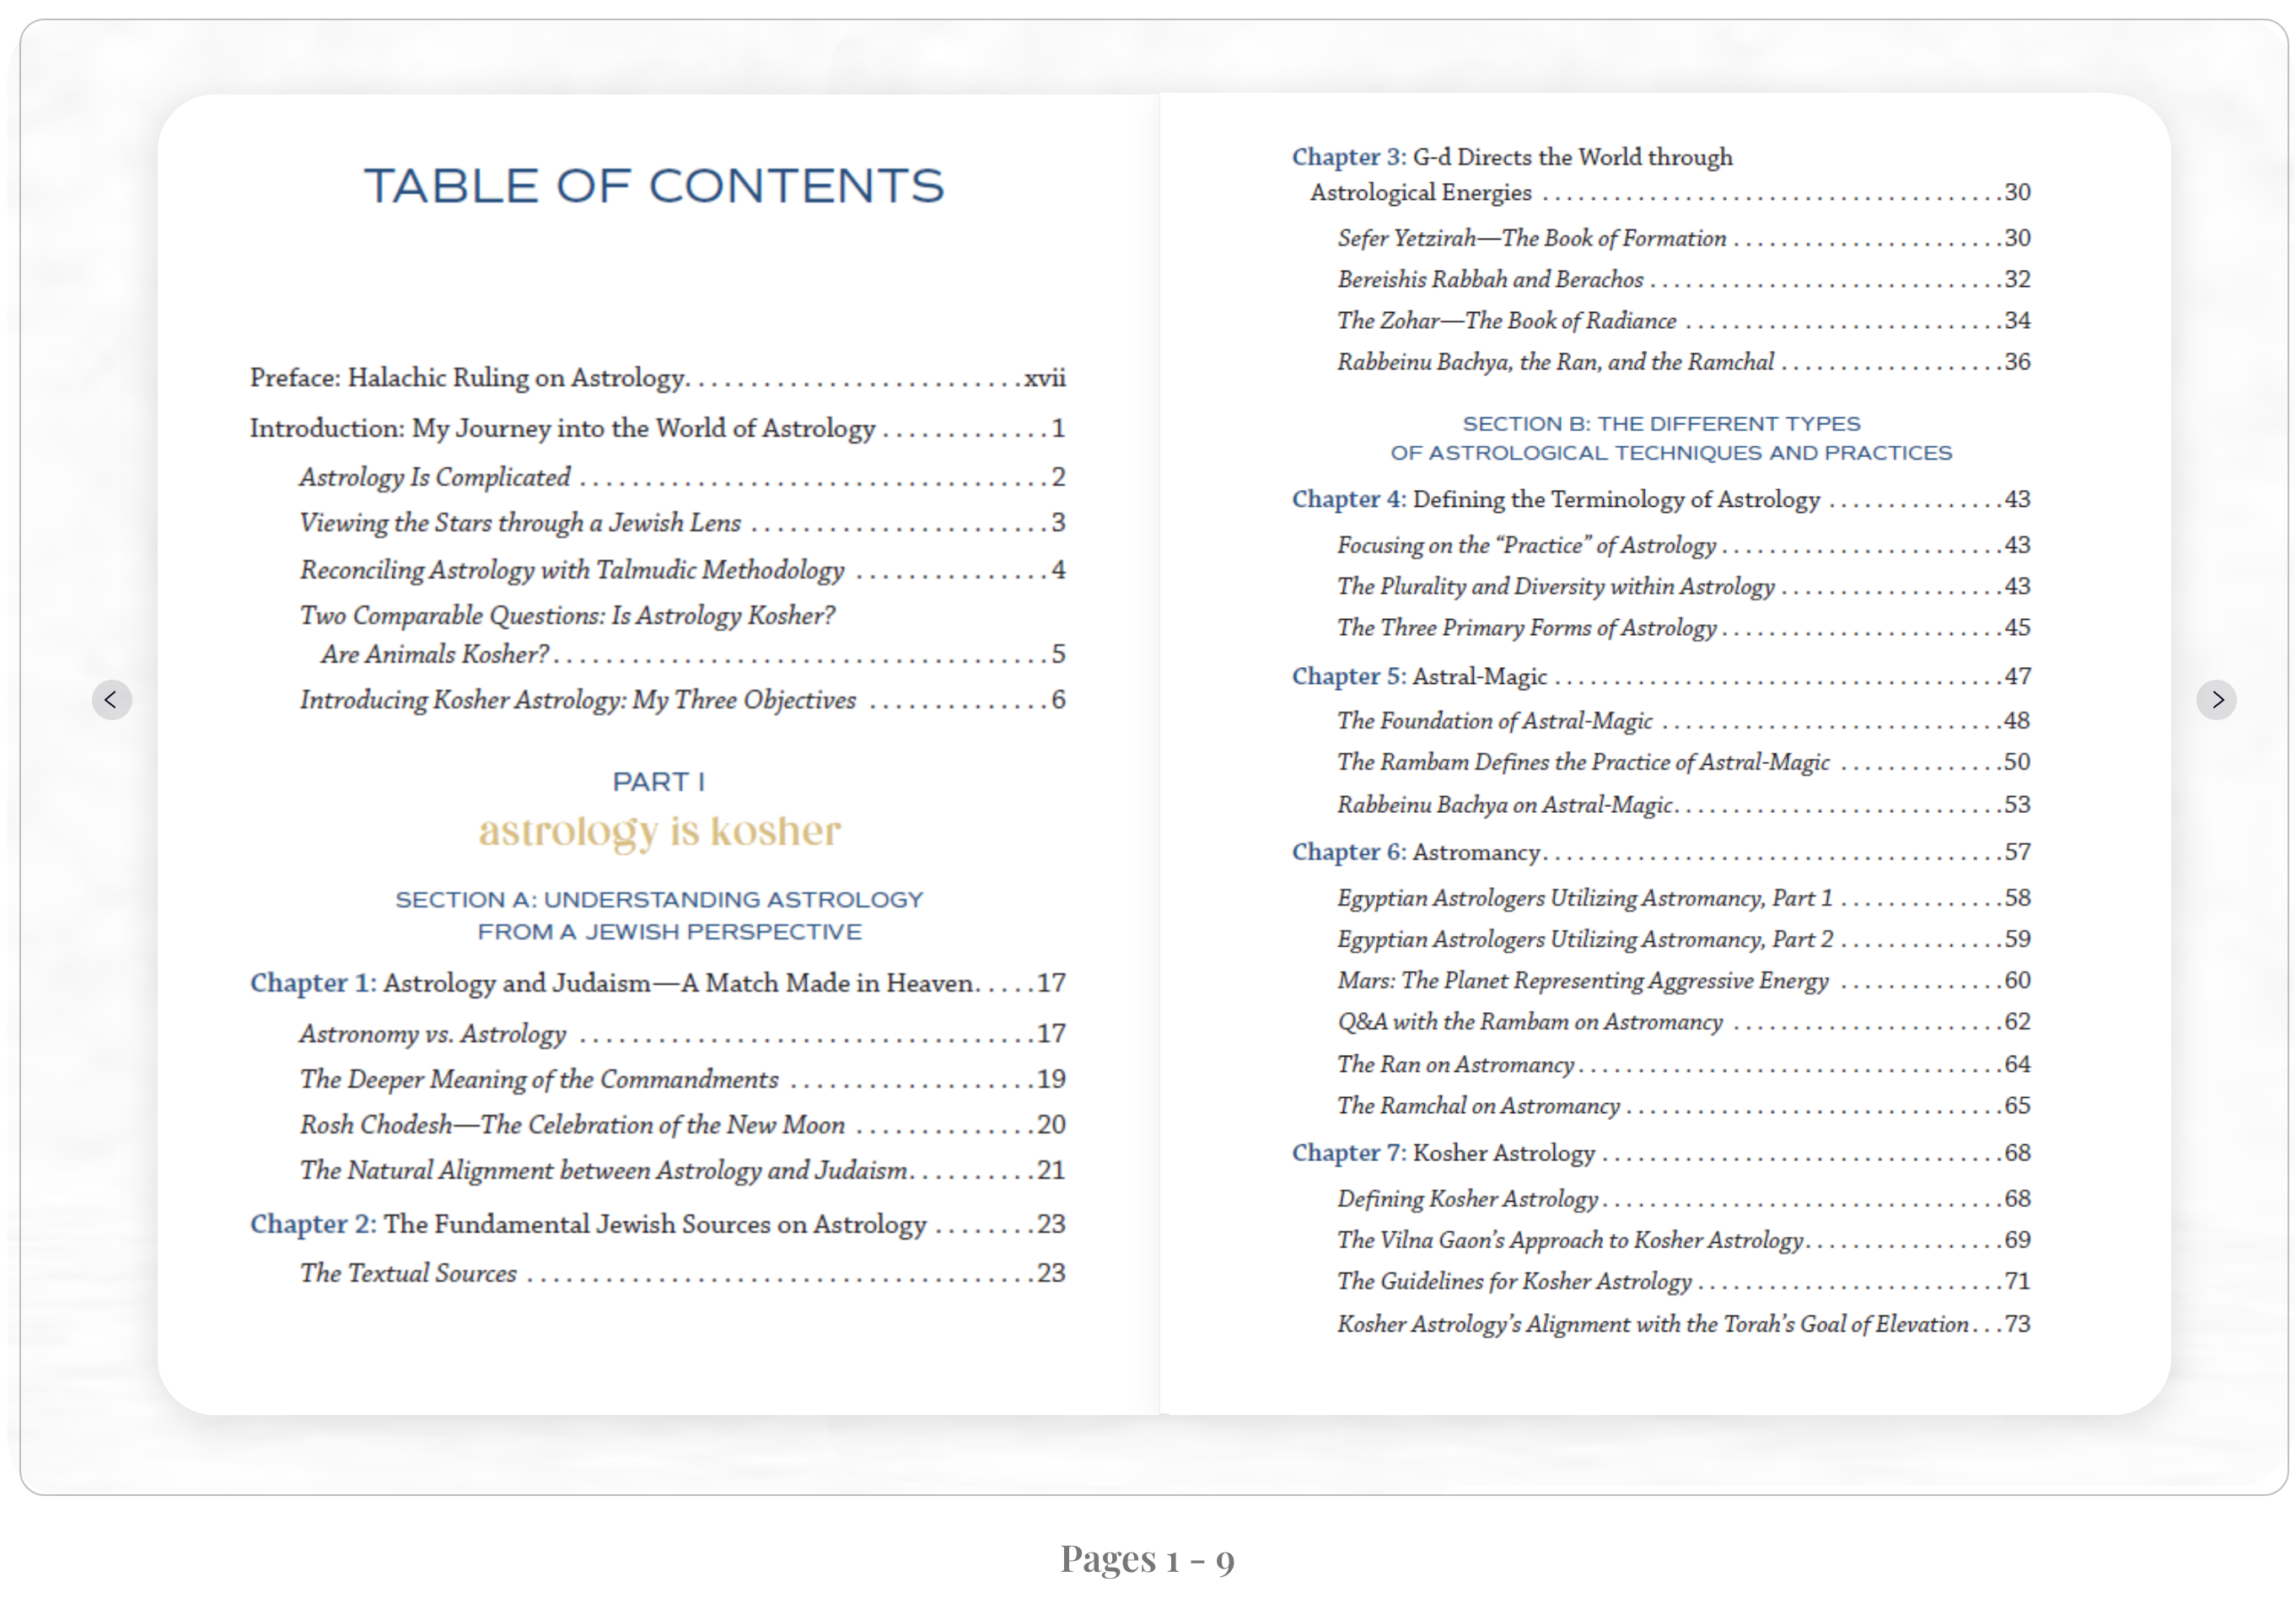 TABLE OF CONTENTS
Preface: Halachic Ruling on Astrology. . . . . . . . . . . . . . . . . . . . . . . . . . xvii
Introduction: My Journey into the World of Astrology . . . . . . . . . . . . . 1
Astrology Is Complicated . . . . . . . . . . . . . . . . . . . . . . . . . . . . . . . . . . . . 2
Viewing the Stars through a Jewish Lens . . . . . . . . . . . . . . . . . . . . . . . 3
Reconciling Astrology with Talmudic Methodology . . . . . . . . . . . . . . . 4
Two Comparable Questions: Is Astrology Kosher?
Are Animals Kosher? . . . . . . . . . . . . . . . . . . . . . . . . . . . . . . . . . . . . . . 5
Introducing Kosher Astrology: My Three Objectives . . . . . . . . . . . . . . 6
PART I
astrology is kosher
SECTION A: UNDERSTANDING ASTROLOGY
FROM A JEWISH PERSPECTIVE
Chapter 1: Astrology and Judaism—A Match Made in Heaven. . . . . 17
Astronomy vs. Astrology . . . . . . . . . . . . . . . . . . . . . . . . . . . . . . . . . . . 17
The Deeper Meaning of the Commandments . . . . . . . . . . . . . . . . . . . 19
Rosh Chodesh—The Celebration of the New Moon . . . . . . . . . . . . . . 20
The Natural Alignment between Astrology and Judaism. . . . . . . . . . 21
Chapter 2: The Fundamental Jewish Sources on Astrology . . . . . . . . 23
The Textual Sources . . . . . . . . . . . . . . . . . . . . . . . . . . . . . . . . . . . . . . . 23
Chapter 3: G-d Directs the World through
Astrological Energies . . . . . . . . . . . . . . . . . . . . . . . . . . . . . . . . . . . . . . 30
Sefer Yetzirah—The Book of Formation . . . . . . . . . . . . . . . . . . . . . . . 30
Bereishis Rabbah and Berachos . . . . . . . . . . . . . . . . . . . . . . . . . . . . . . 32
The Zohar—The Book of Radiance . . . . . . . . . . . . . . . . . . . . . . . . . . . 34
Rabbeinu Bachya, the Ran, and the Ramchal . . . . . . . . . . . . . . . . . . . 36
SECTION B: THE DIFFERENT TYPES
OF ASTROLOGICAL TECHNIQUES AND PRACTICES
Chapter 4: Defining the Terminology of Astrology . . . . . . . . . . . . . . 43
Focusing on the “Practice” of Astrology . . . . . . . . . . . . . . . . . . . . . . . . 43
The Plurality and Diversity within Astrology . . . . . . . . . . . . . . . . . . . 43
The Three Primary Forms of Astrology . . . . . . . . . . . . . . . . . . . . . . . . 45
Chapter 5: Astral-Magic . . . . . . . . . . . . . . . . . . . . . . . . . . . . . . . . . . . . . 47
The Foundation of Astral-Magic . . . . . . . . . . . . . . . . . . . . . . . . . . . . . 48
The Rambam Defines the Practice of Astral-Magic . . . . . . . . . . . . . . 50
Rabbeinu Bachya on Astral-Magic. . . . . . . . . . . . . . . . . . . . . . . . . . . . 53
Chapter 6: Astromancy. . . . . . . . . . . . . . . . . . . . . . . . . . . . . . . . . . . . . . 57
Egyptian Astrologers Utilizing Astromancy, Part 1 . . . . . . . . . . . . . . 58
Egyptian Astrologers Utilizing Astromancy, Part 2 . . . . . . . . . . . . . . 59
Mars: The Planet Representing Aggressive Energy . . . . . . . . . . . . . . 60
Q&A with the Rambam on Astromancy . . . . . . . . . . . . . . . . . . . . . . . 62
The Ran on Astromancy . . . . . . . . . . . . . . . . . . . . . . . . . . . . . . . . . . . . 64
The Ramchal on Astromancy . . . . . . . . . . . . . . . . . . . . . . . . . . . . . . . . 65
Chapter 7: Kosher Astrology . . . . . . . . . . . . . . . . . . . . . . . . . . . . . . . . . 68
Defining Kosher Astrology . . . . . . . . . . . . . . . . . . . . . . . . . . . . . . . . . . 68
The Vilna Gaon’s Approach to Kosher Astrology. . . . . . . . . . . . . . . . . 69
The Guidelines for Kosher Astrology . . . . . . . . . . . . . . . . . . . . . . . . . . 71
Kosher Astrology’s Alignment with the Torah’s Goal of Elevation . . . 73
Pages 1 - 9